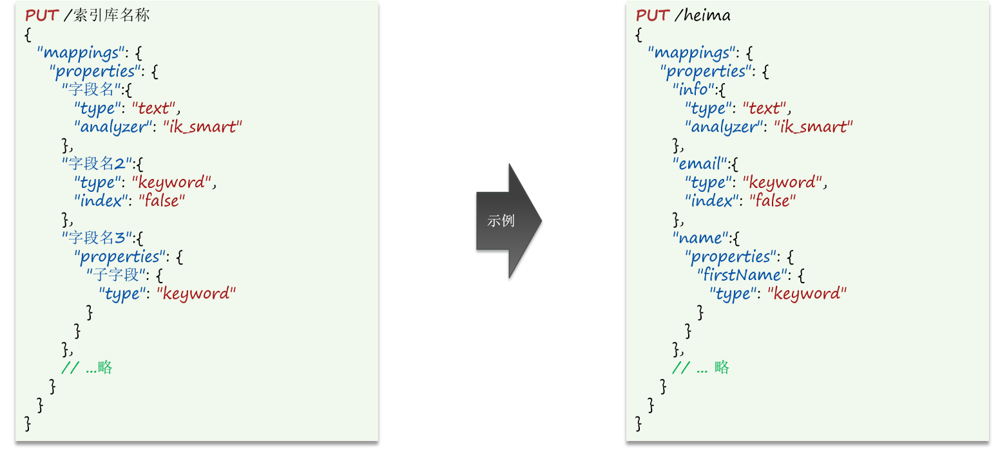 PUT /索引库名称
{
  "mappings": {
    "properties": {
      "字段名":{
        "type": "text",
        "analyzer": "ik_smart"
      },
      "字段名2":{
        "type": "keyword",
        "index": "false"
      },
      "字段名3":{
        "properties": {
          "子字段": {
            "type": "keyword"
          }
        }
      },
      // ...略
    }
  }
}
示例
PUT /heima
{
  "mappings": {
    "properties": {
      "info":{
        "type": "text",
        "analyzer": "ik_smart"
      },
      "email":{
        "type": "keyword",
        "index": "false"
      },
      "name":{
        "properties": {
          "firstName": {
            "type": "keyword"
          }
        }
      },
      // ... 略
    }
  }
}